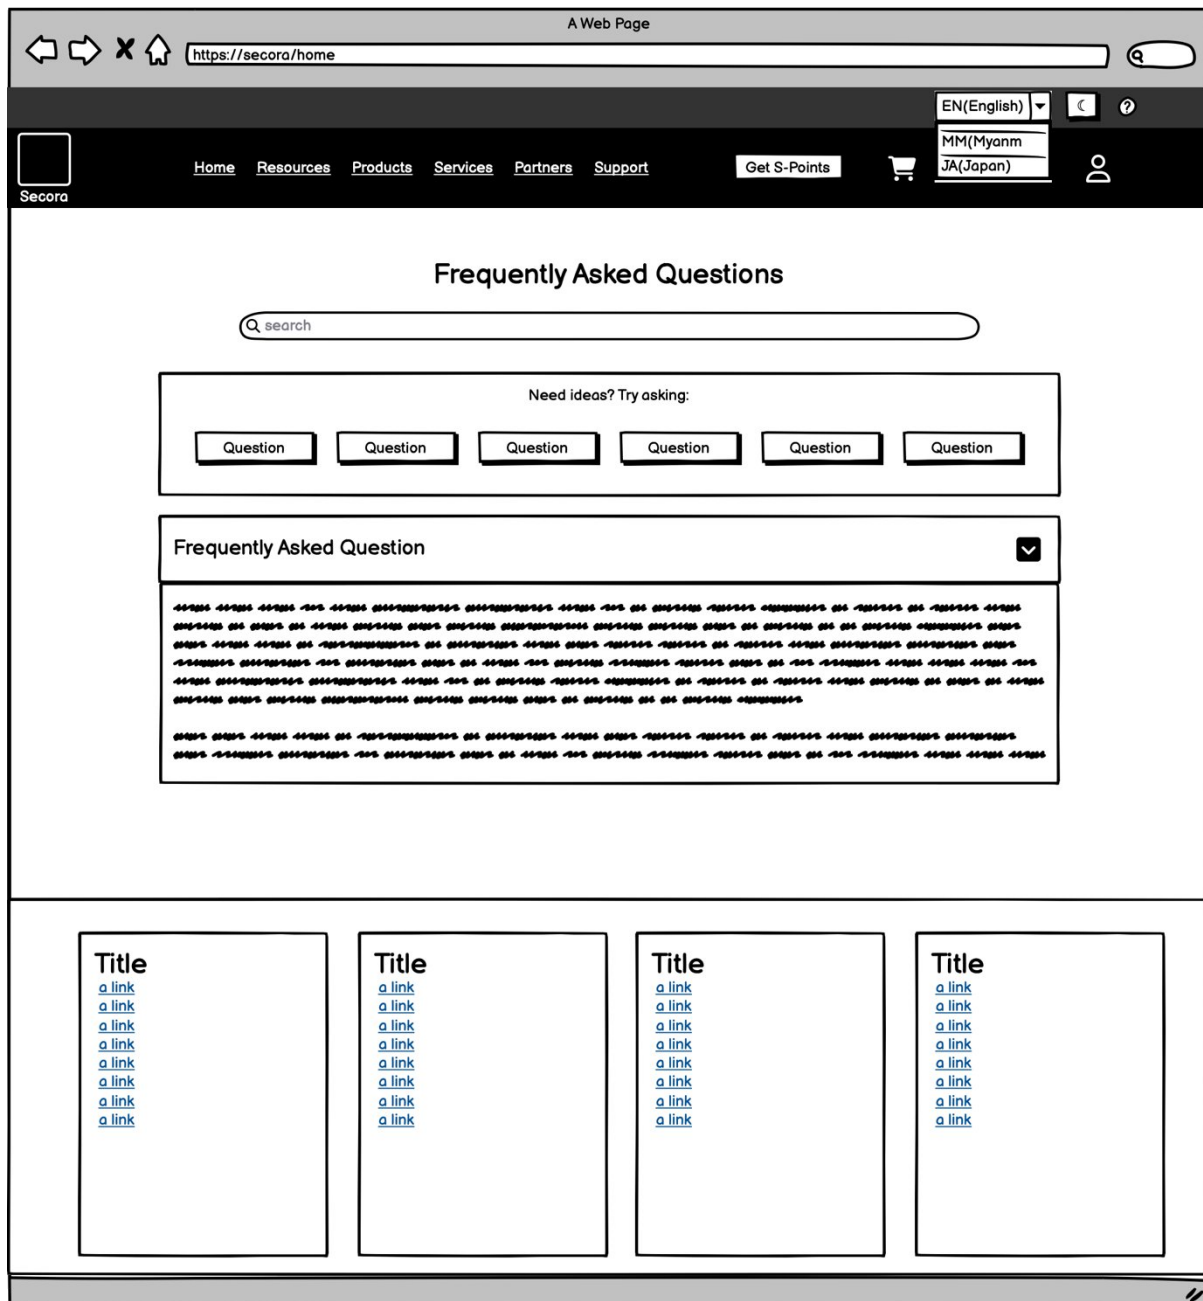 A Web Page
https://secora/home
EN(English)
MM(Myanm
JA(Japan)
Secora
Home Resources Products Services Partners Support Get S-Points
Frequently Asked Questions
search
Need ideas? Try asking:
Question Question Question Question Question Question
Frequently Asked Question
Title
a link
a link
a link
a link
a link
a link
a link
a link
Title
a link
a link
a link
a link
a link
a link
a link
a link
Title
a link
a link
a link
a link
a link
a link
a link
a link
Title
a link
a link
a link
a link
a link
a link
a link
a link